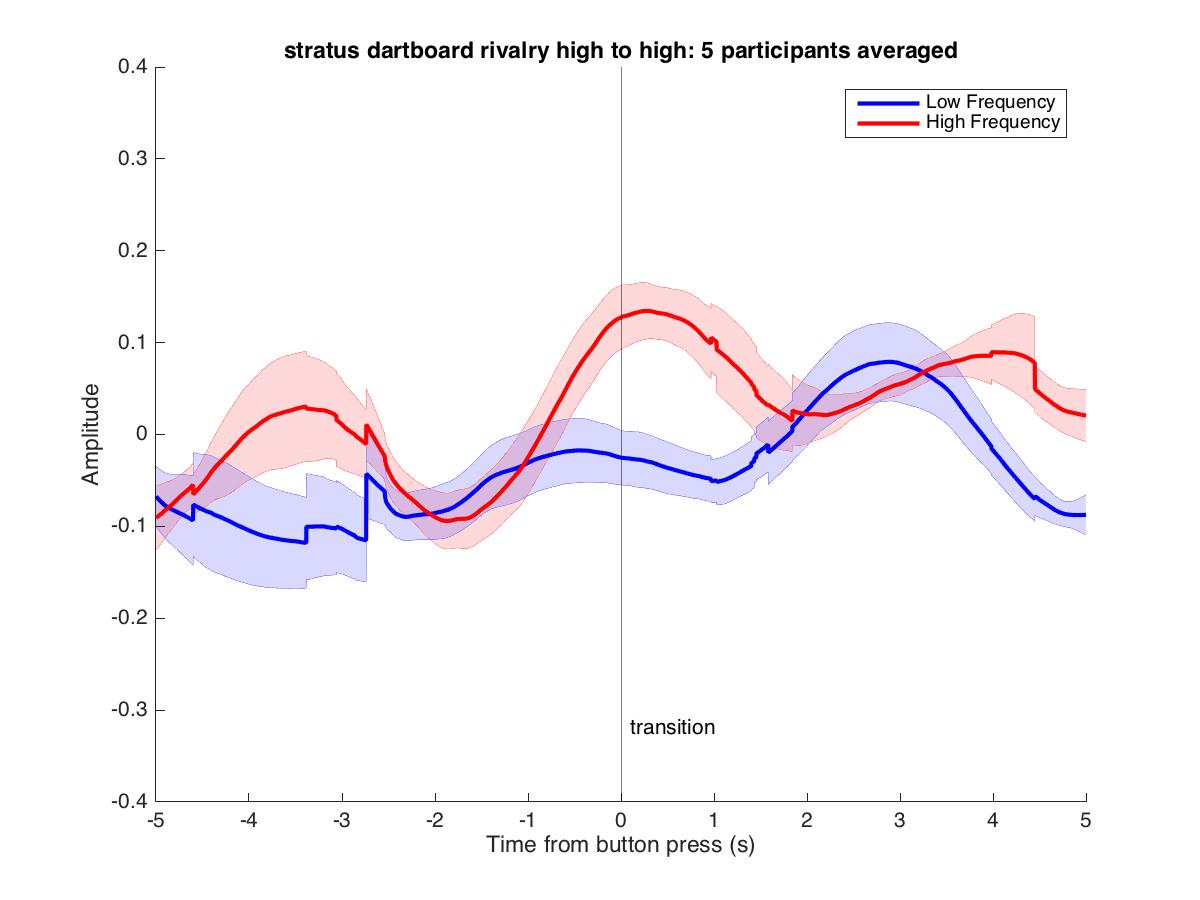 stratus dartboard rivalry high to high: 5 participants averaged
Low Frequency
High Frequency
0.4
0.3
0.2
0.1
0
-0.1
-0.2
-0.3
-0.4
Amplitude
transition
-5 -4 -3 -2 -1 0 1 2 3 4 5
Time from button press (s)